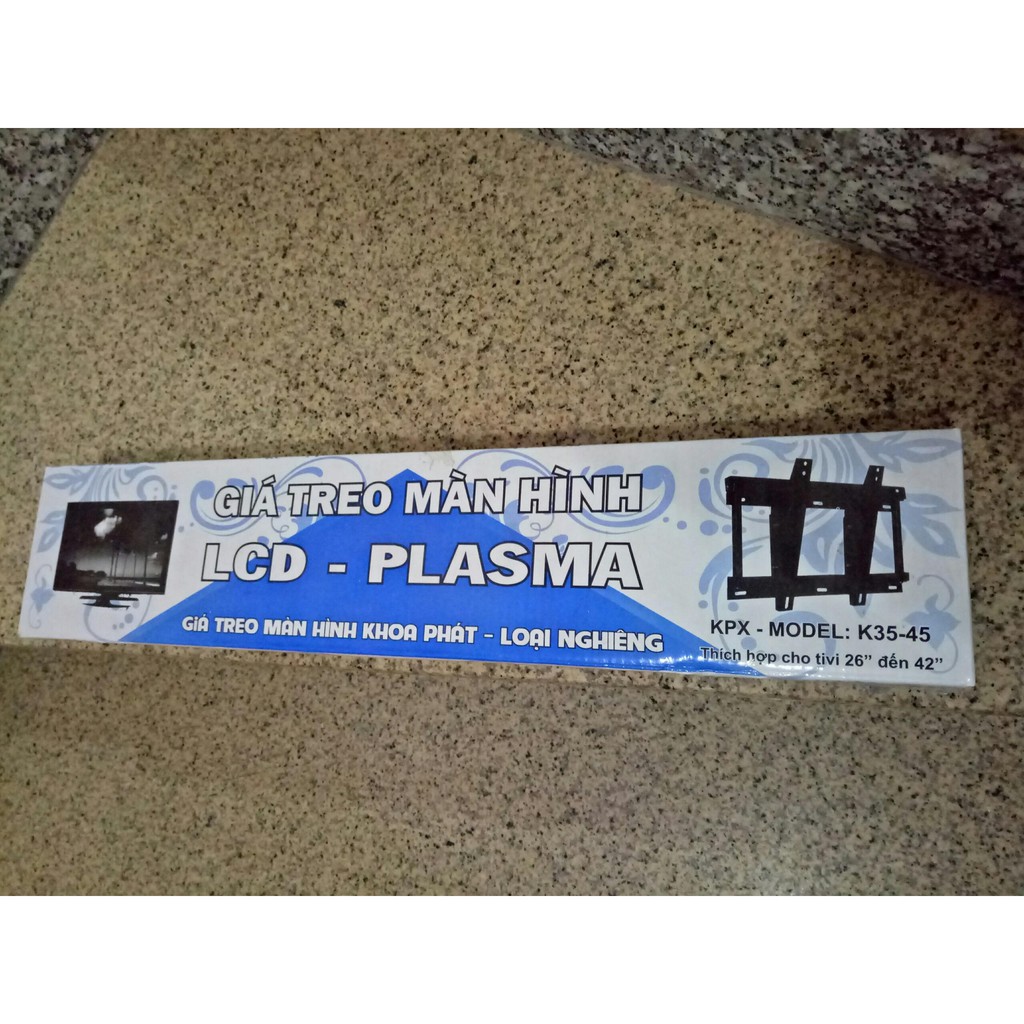 GIÁ TREO MÀN HÌNH
LCD - PLASMA
GIÁ TREO MÀN HÌNH KHOA PHÁT - LOẠI NGHIÊNG
KPX - MODEL: K35-45
Thích hợp cho tivi 26” đến 42”